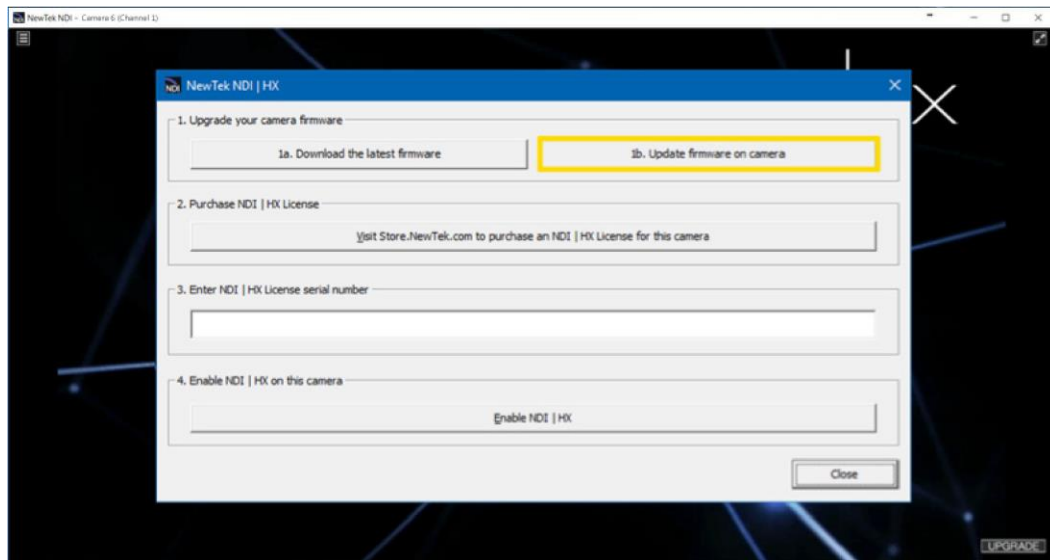 NewTek NDI - Camera 6 (Channel 1)
X
NDI NewTek NDI | HX
1. Upgrade your camera firmware
1a. Download the latest firmware
1b. Update firmware on camera
2. Purchase NDI | HX License
Visit Store.NewTek.com to purchase an NDI | HX License for this camera
3. Enter NDI | HX License serial number
4. Enable NDI | HX on this camera
Enable NDI | HX
Close
UPGRADE